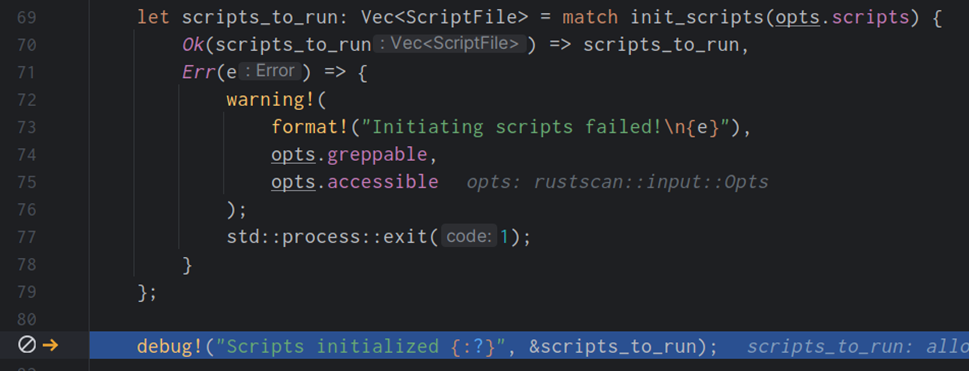 69 let scripts_to_run: Vec<ScriptFile> = match init_scripts(opts.scripts) {
70 Ok(scripts_to_run : Vec<ScriptFile> ) => scripts_to_run,
71 Err(e : Error ) => {
72 warning!(
73 format!("Initiating scripts failed!\n{e}"),
74 opts.greppable,
75 opts.accessible opts: rustscan::input::Opts
76 );
77 std::process::exit( code: 1);
78 }
79 };
80
debug!("Scripts initialized {:?}", &scripts_to_run); scripts_to_run: allo